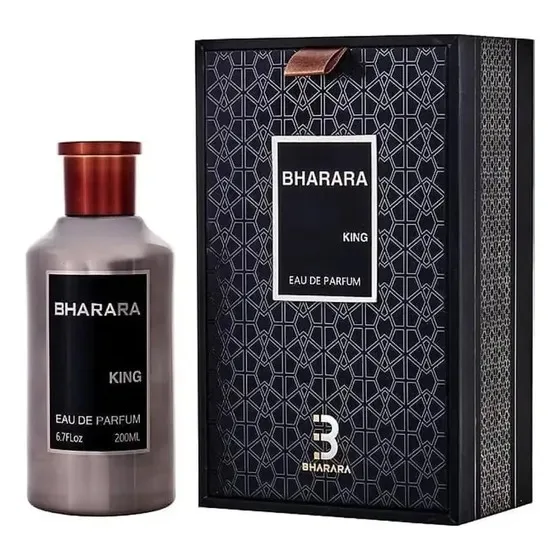 BHARARA
KING
EAU DE PARFUM
6.7Floz 200ML
BHARARA
KING
EAU DE PARFUM
B
BHARARA